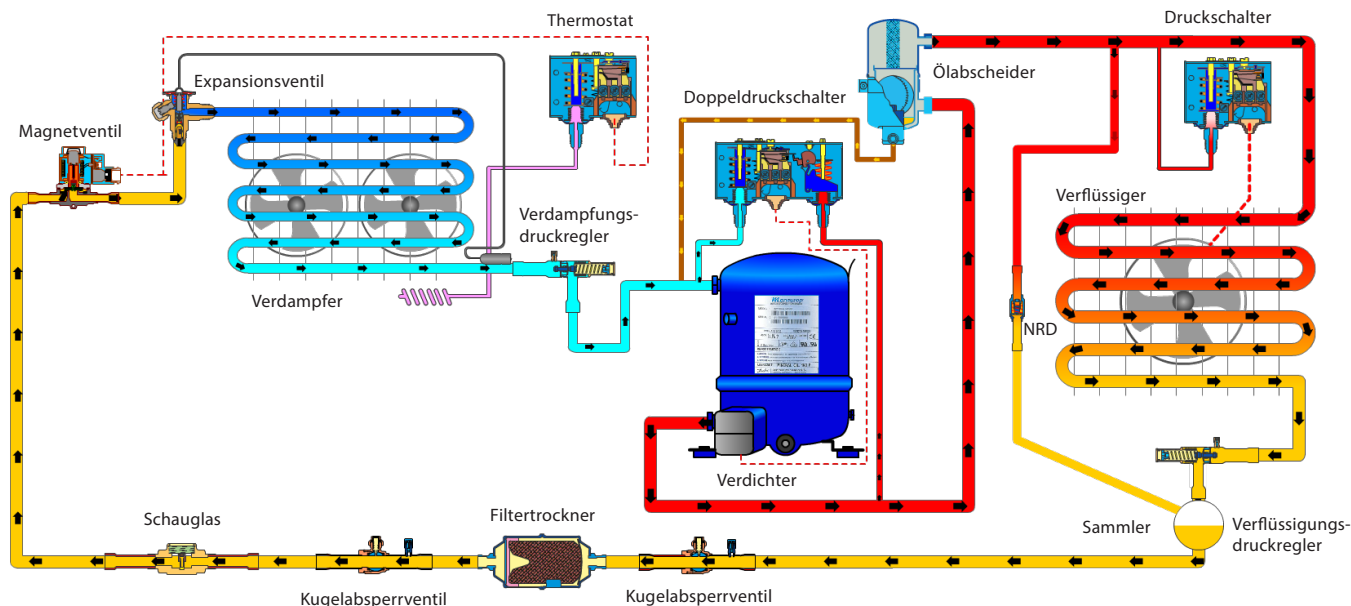 Thermostat
Druckschalter
Expansionsventil
Ölabscheider
Doppeldruckschalter
Magnetventil
Verflüssiger
Verdampfungs-
druckregler
Verdampfer
NRD
Verdichter
Schauglas
Filtertrockner
Sammler
Verflüssigungs-
druckregler
Kugelabsperrventil
Kugelabsperrventil